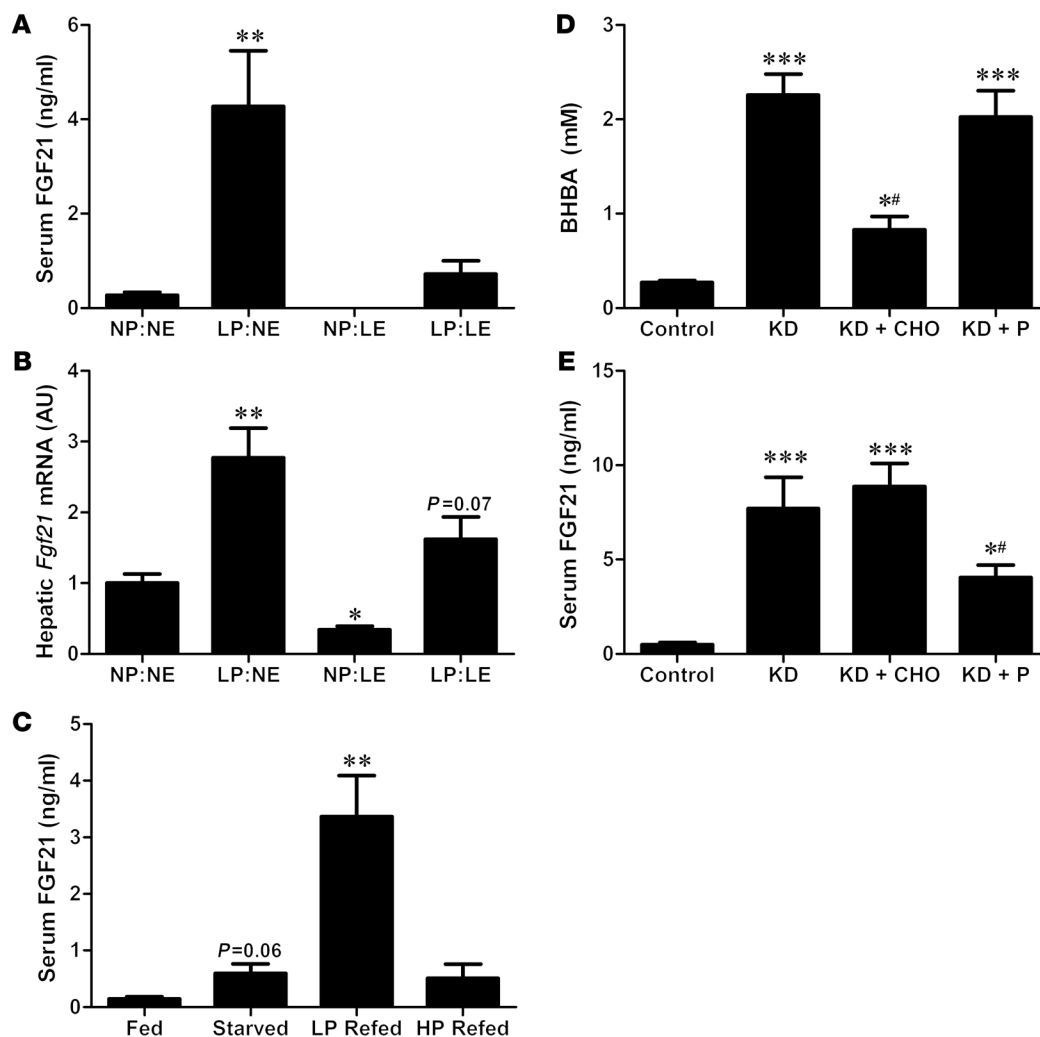 A
Serum FGF21 (ng/ml)
6
4
2
0
**
NP:NE LP:NE NP:LE LP:LE
B
Hepatic Fgf21 mRNA (AU)
4
3
2
1
0
**
*
P=0.07
NP:NE LP:NE NP:LE LP:LE
C
Serum FGF21 (ng/ml)
5
4
3
2
1
0
P=0.06
**
Fed Starved LP Refed HP Refed
D
BHBA (mM)
3
2
1
0
***
*#
***
Control KD KD + CHO KD + P
E
Serum FGF21 (ng/ml)
15
10
5
0
***
***
*#
Control KD KD + CHO KD + P